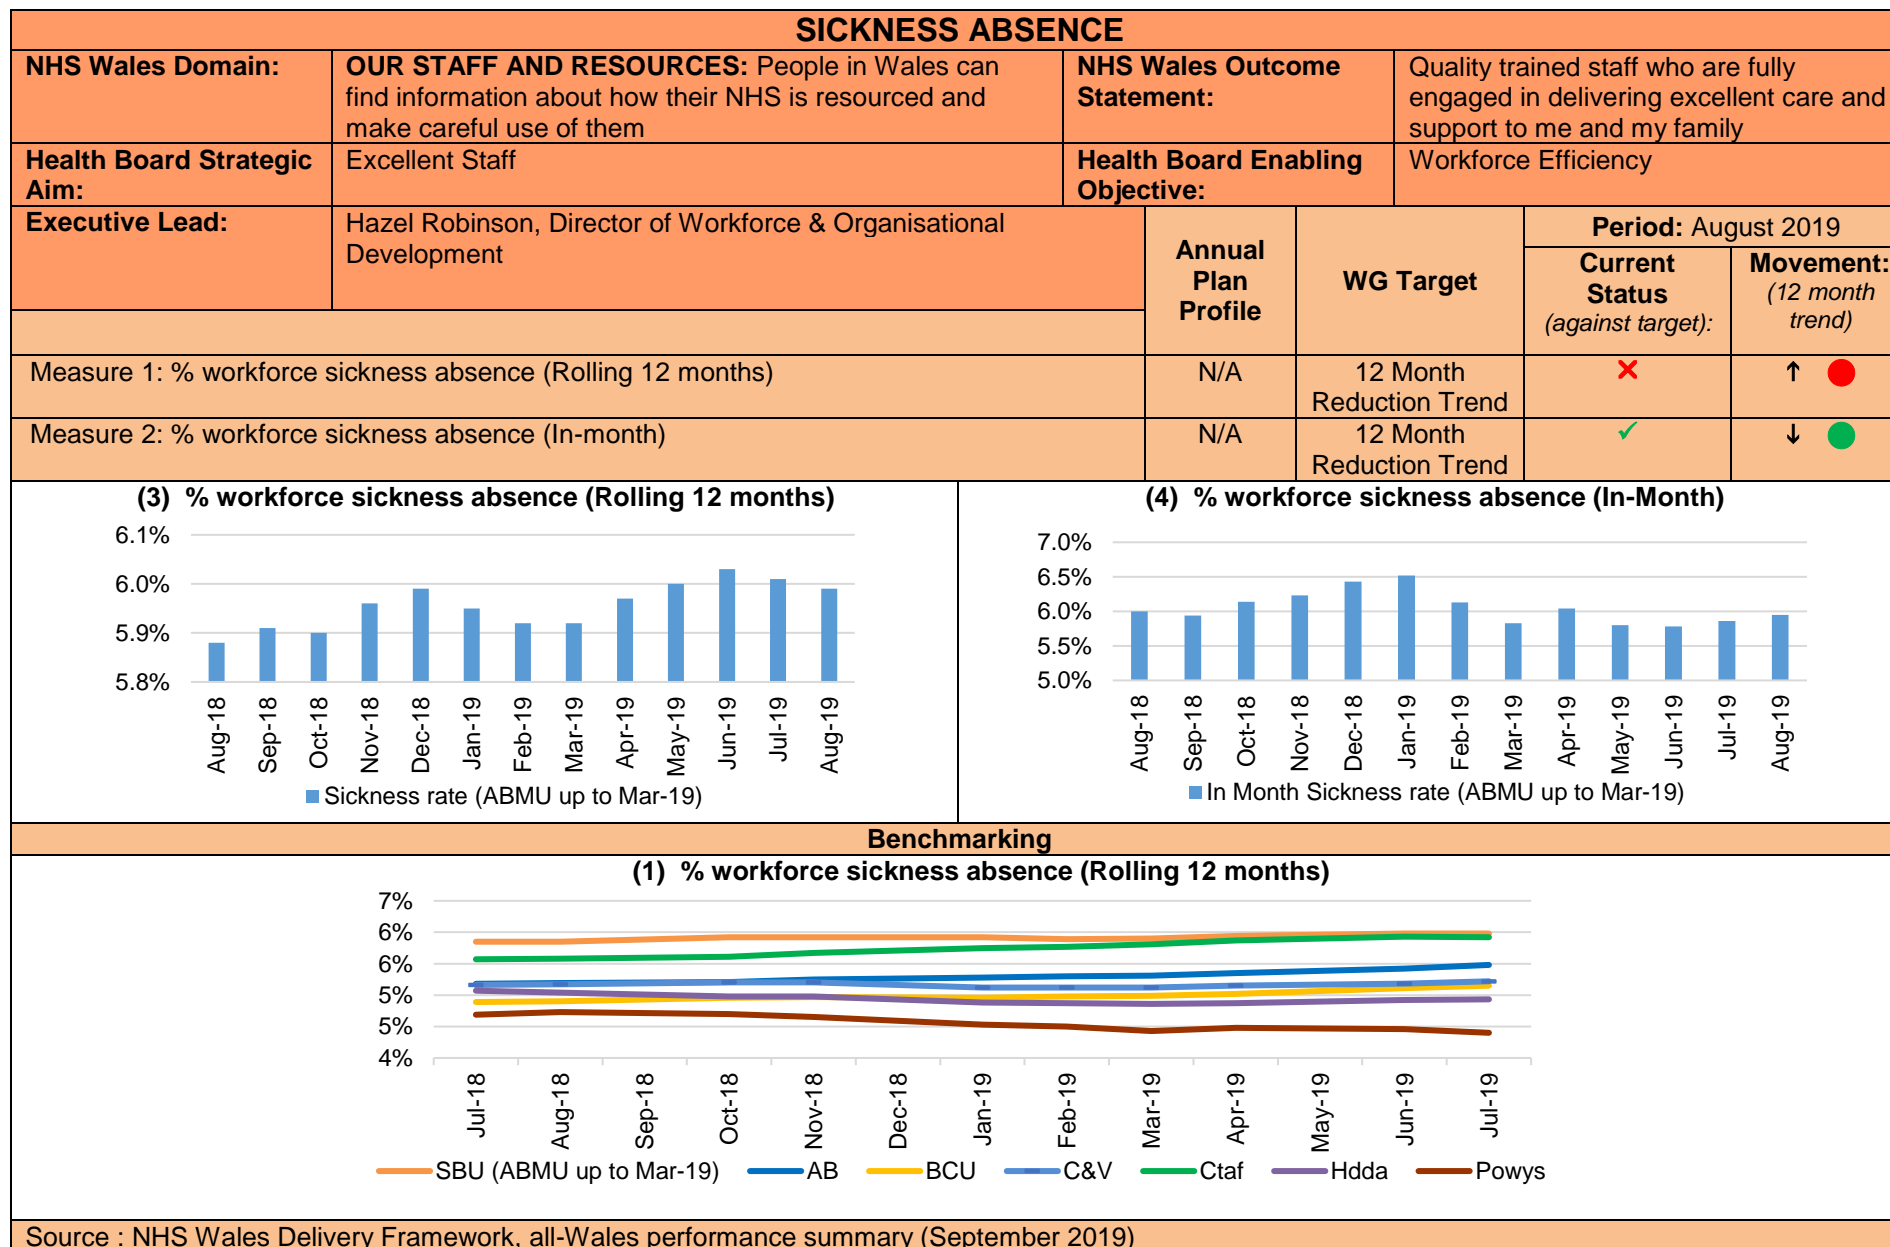 SICKNESS ABSENCE
NHS Wales Domain:
OUR STAFF AND RESOURCES: People in Wales can
find information about how their NHS is resourced and
make careful use of them
NHS Wales Outcome
Statement:
Quality trained staff who are fully
engaged in delivering excellent care and
support to me and my family
Health Board Strategic
Aim:
Excellent Staff
Health Board Enabling
Objective:
Workforce Efficiency
Executive Lead:
Hazel Robinson, Director of Workforce & Organisational
Development
Annual
Plan
Profile
WG Target
Period: August 2019
Current
Status
(against target):
Movement:
(12 month
trend)
Measure 1: % workforce sickness absence (Rolling 12 months)
N/A
12 Month
Reduction Trend
✕
↑
Measure 2: % workforce sickness absence (In-month)
N/A
12 Month
Reduction Trend
✓
↓
(3) % workforce sickness absence (Rolling 12 months)
6.1%
6.0%
5.9%
5.8%
Aug-18
Sep-18
Oct-18
Nov-18
Dec-18
Jan-19
Feb-19
Mar-19
Apr-19
May-19
Jun-19
Jul-19
Aug-19
Sickness rate (ABMU up to Mar-19)
(4) % workforce sickness absence (In-Month)
7.0%
6.5%
6.0%
5.5%
5.0%
Aug-18
Sep-18
Oct-18
Nov-18
Dec-18
Jan-19
Feb-19
Mar-19
Apr-19
May-19
Jun-19
Jul-19
Aug-19
In Month Sickness rate (ABMU up to Mar-19)
Benchmarking
(1) % workforce sickness absence (Rolling 12 months)
7%
6%
6%
5%
5%
4%
Jul-18
Aug-18
Sep-18
Oct-18
Nov-18
Dec-18
Jan-19
Feb-19
Mar-19
Apr-19
May-19
Jun-19
Jul-19
SBU (ABMU up to Mar-19) AB BCU C&V Ctaf Hdda Powys
Source : NHS Wales Delivery Framework, all-Wales performance summary (September 2019)